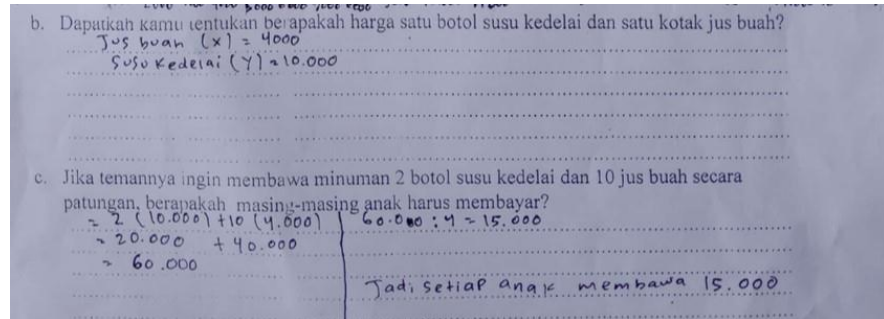 b. Dapatkah kamu tentukan berapakah harga satu botol susu kedelai dan satu kotak jus buah?
Jus buah (x) = 4000
Susu Kedelai (Y) = 10.000
c. Jika temannya ingin membawa minuman 2 botol susu kedelai dan 10 jus buah secara
patungan, berapakah masing-masing anak harus membayar?
= 2 (10.000) + 10 (4.000)
= 20.000 + 40.000
= 60.000
60.000 : 4 = 15.000
Jadi setiap anak membawa 15.000